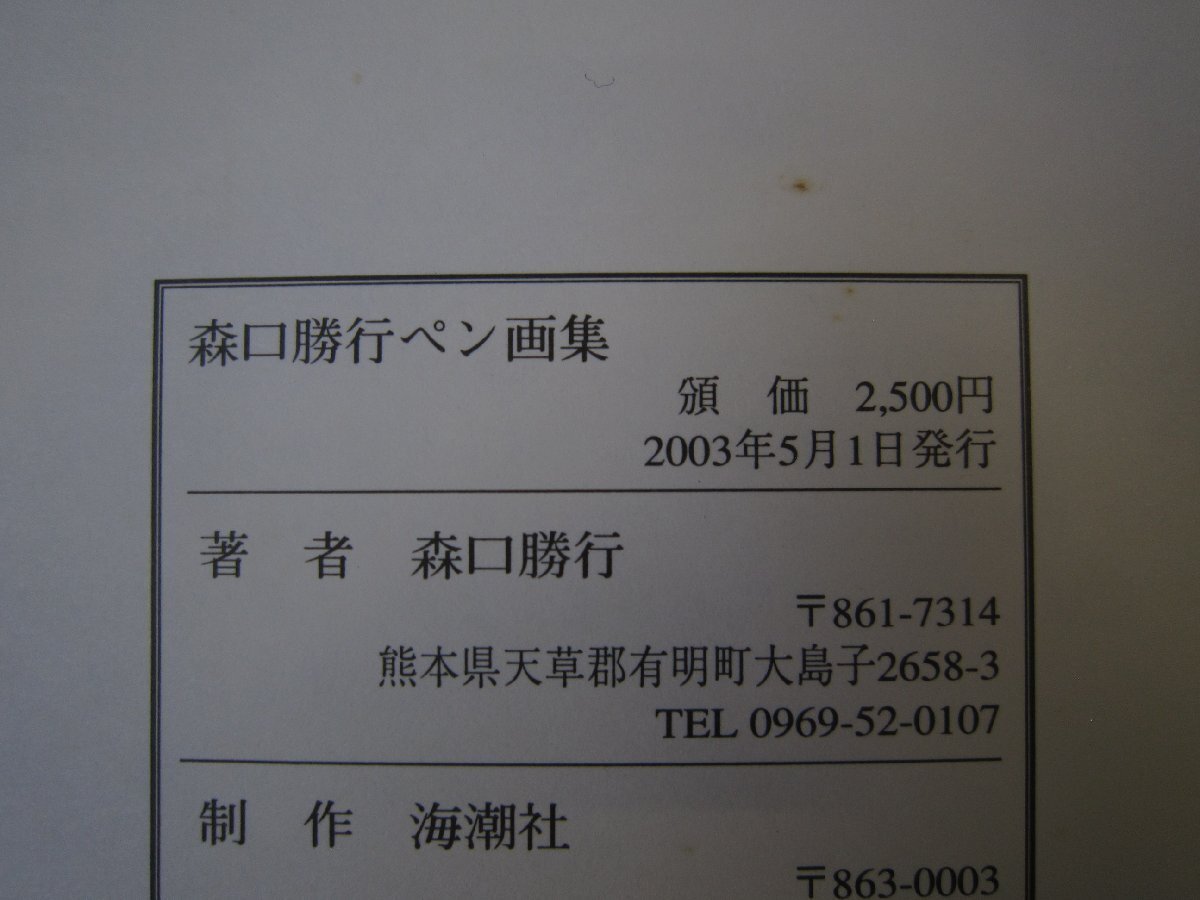 森口勝行ペン画集
頒　価　2,500円
2003年5月1日発行
著　者　森口勝行
〒861-7314
熊本県天草郡有明町大島子2658-3
TEL 0969-52-0107
制　作　海潮社
〒863-0003